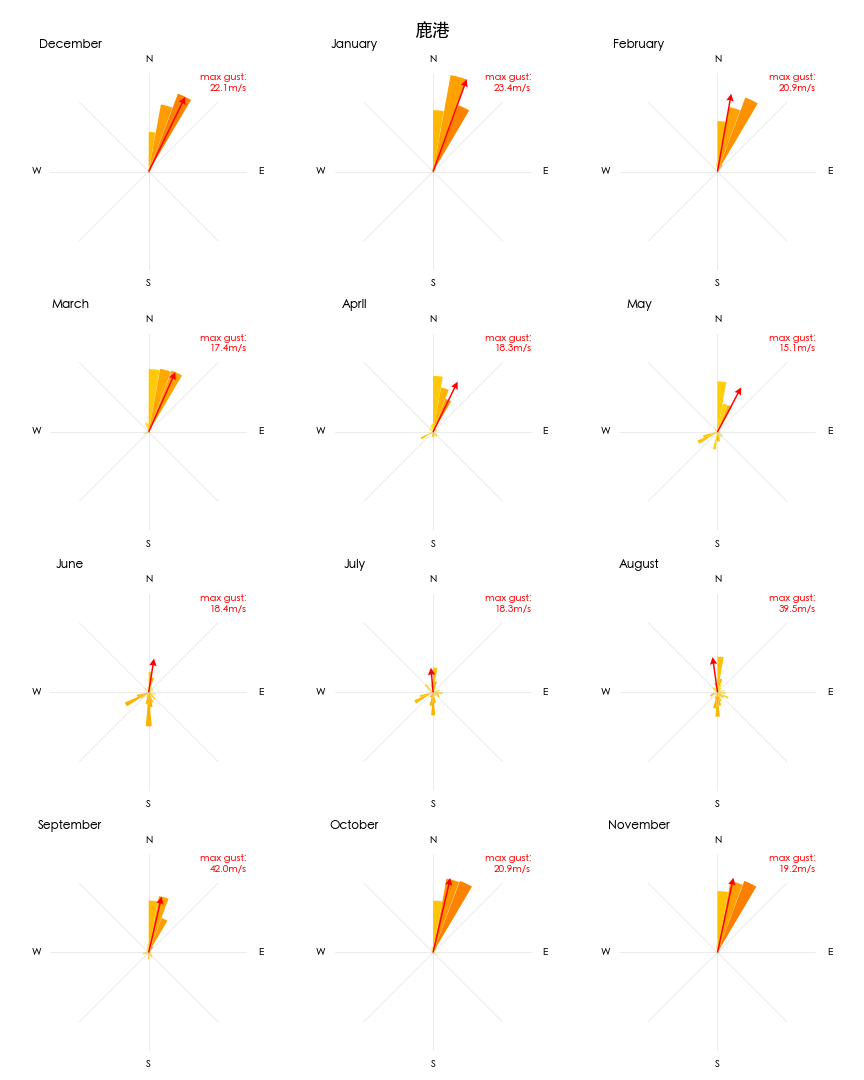 鹿港
December
January
February
N
N
N
max gust:
22.1m/s
max gust:
23.4m/s
max gust:
20.9m/s
W
E
W
E
W
E
S
S
S
March
April
May
N
N
N
max gust:
17.4m/s
max gust:
18.3m/s
max gust:
15.1m/s
W
E
W
E
W
E
S
S
S
June
July
August
N
N
N
max gust:
18.4m/s
max gust:
18.3m/s
max gust:
39.5m/s
W
E
W
E
W
E
S
S
S
September
October
November
N
N
N
max gust:
42.0m/s
max gust:
20.9m/s
max gust:
19.2m/s
W
E
W
E
W
E
S
S
S